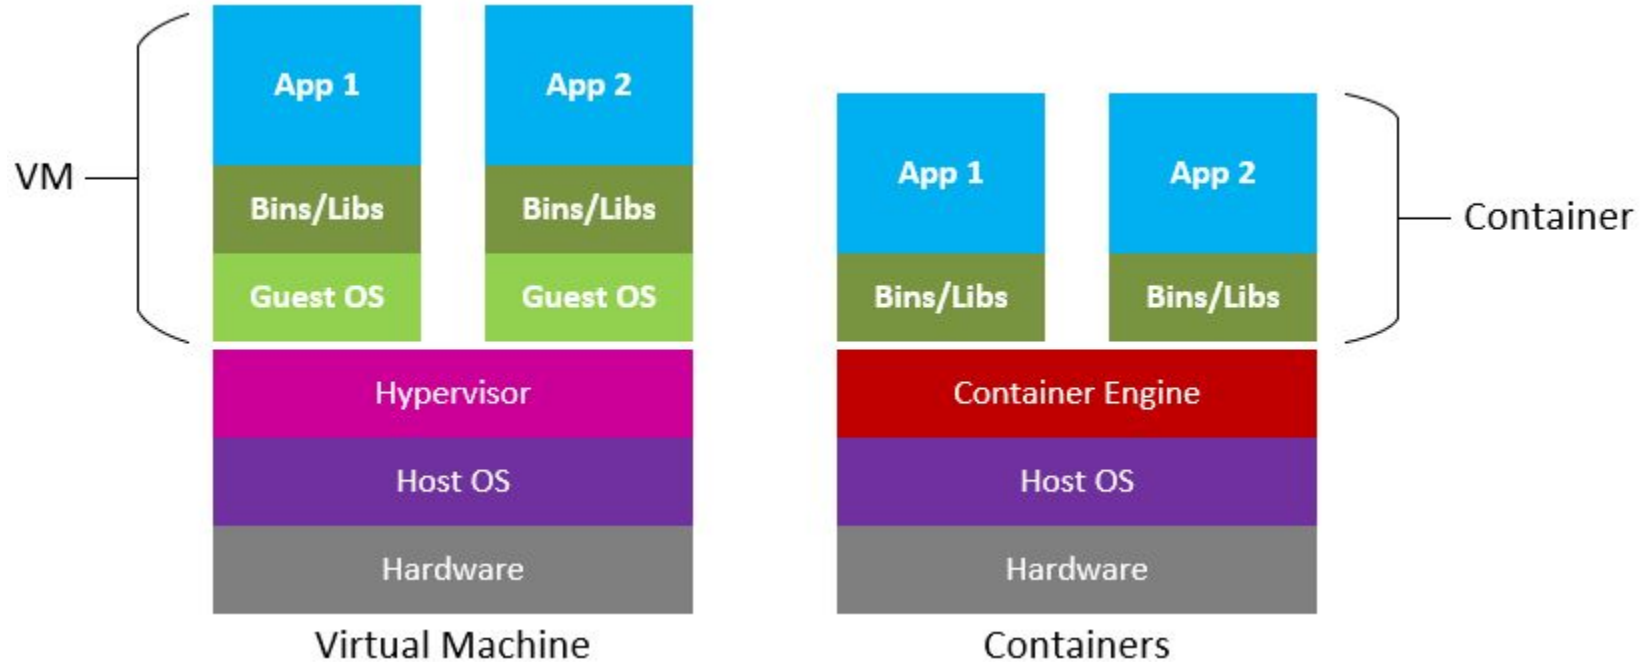 VM
App 1
App 2
Bins/Libs
Bins/Libs
Guest OS
Guest OS
Hypervisor
Host OS
Hardware
Virtual Machine
App 1
App 2
Bins/Libs
Bins/Libs
Container
Container Engine
Host OS
Hardware
Containers